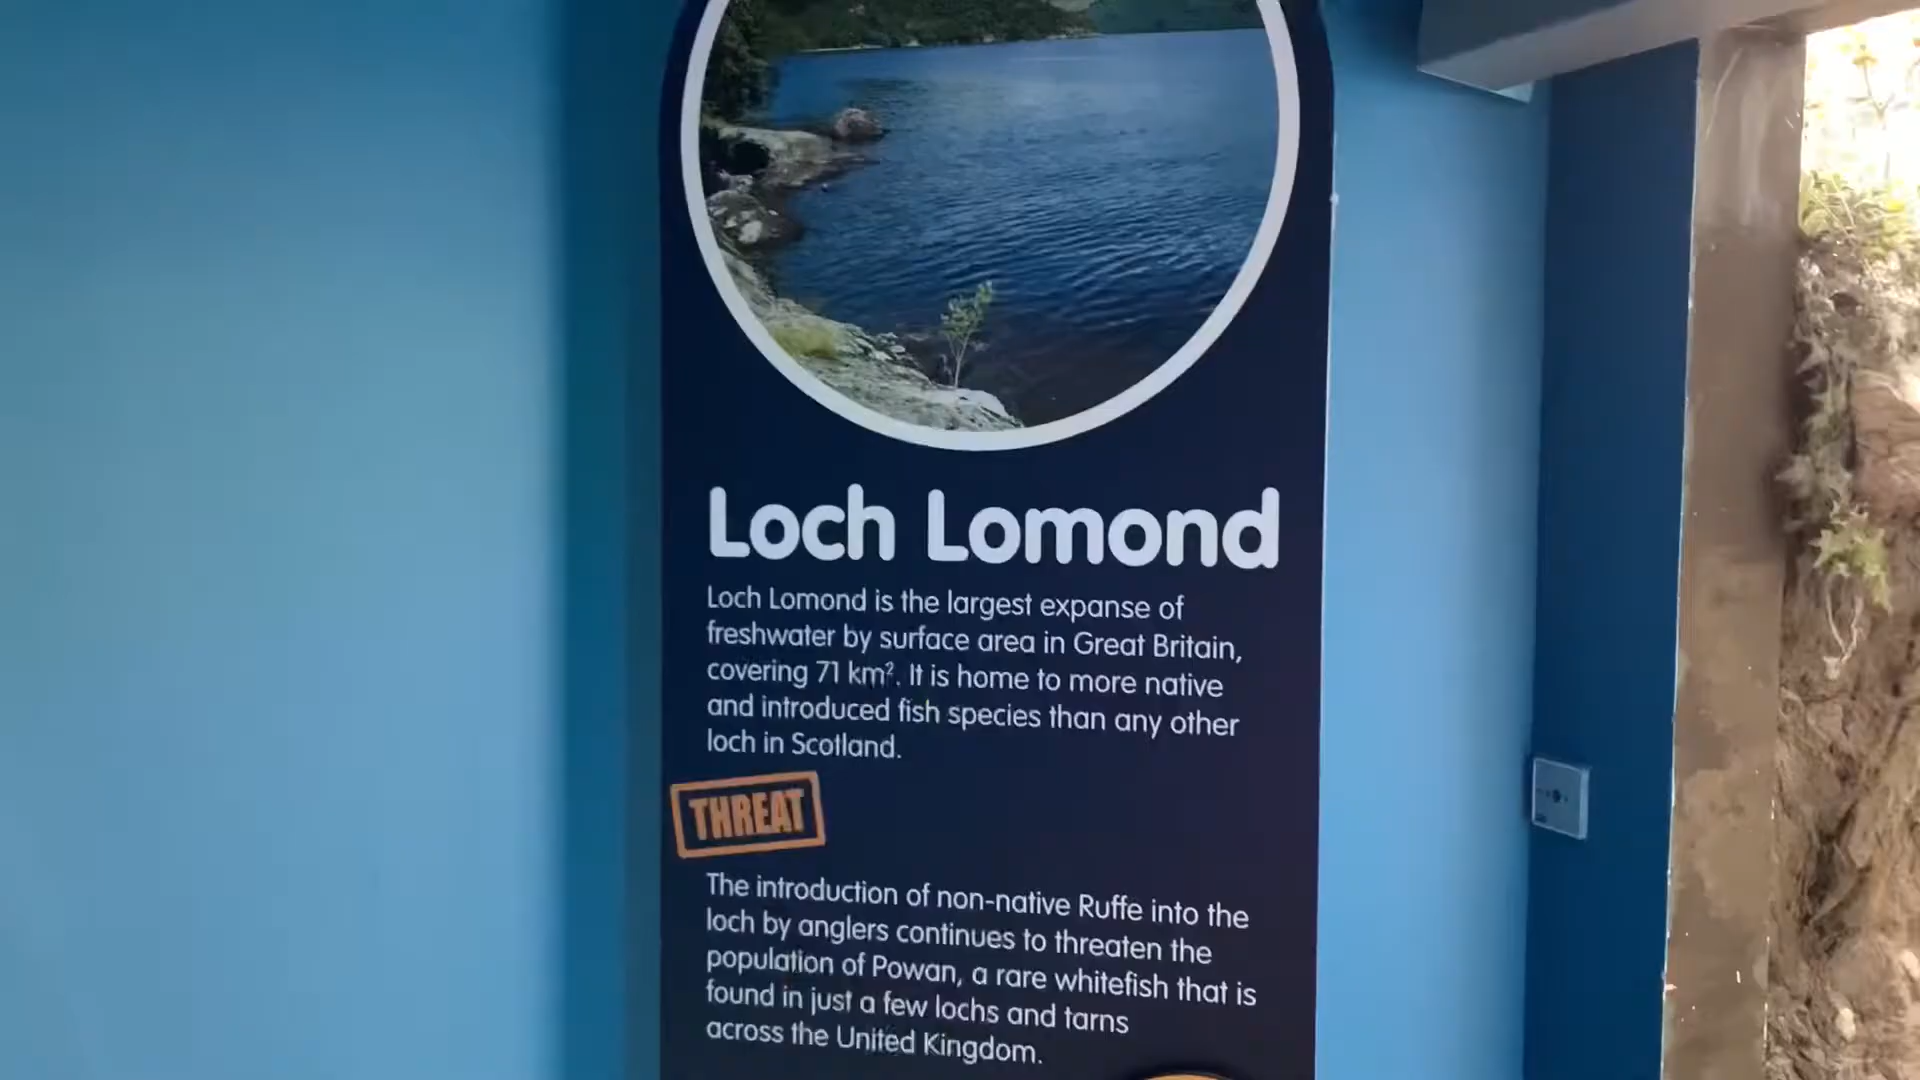 Loch Lomond
Loch Lomond is the largest expanse of
freshwater by surface area in Great Britain,
covering 71 km². It is home to more native
and introduced fish species than any other
loch in Scotland.
THREAT
The introduction of non-native Ruffe into the
loch by anglers continues to threaten the
population of Powan, a rare whitefish that is
found in just a few lochs and tarns
across the United Kingdom.